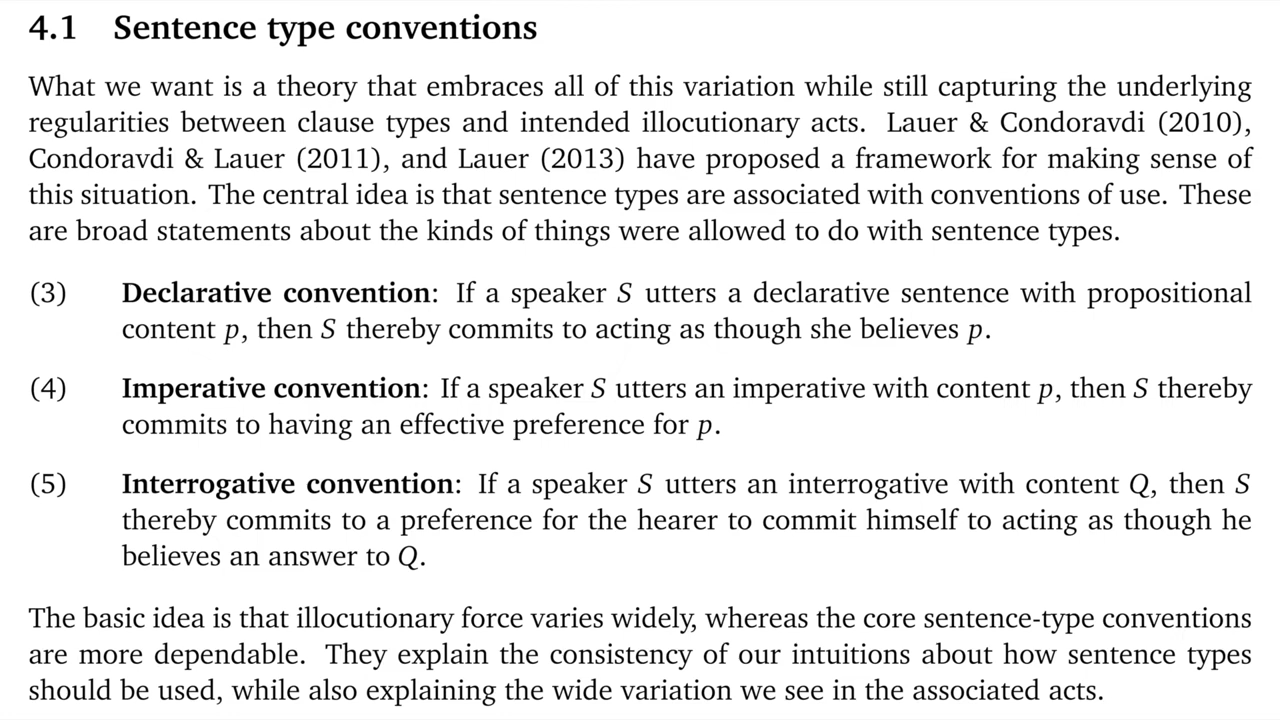 4.1 Sentence type conventions
What we want is a theory that embraces all of this variation while still capturing the underlying
regularities between clause types and intended illocutionary acts. Lauer & Condoravdi (2010),
Condoravdi & Lauer (2011), and Lauer (2013) have proposed a framework for making sense of
this situation. The central idea is that sentence types are associated with conventions of use. These
are broad statements about the kinds of things were allowed to do with sentence types.
(3) Declarative convention: If a speaker S utters a declarative sentence with propositional
content p, then S thereby commits to acting as though she believes p.
(4) Imperative convention: If a speaker S utters an imperative with content p, then S thereby
commits to having an effective preference for p.
(5) Interrogative convention: If a speaker S utters an interrogative with content Q, then S
thereby commits to a preference for the hearer to commit himself to acting as though he
believes an answer to Q.
The basic idea is that illocutionary force varies widely, whereas the core sentence-type conventions
are more dependable. They explain the consistency of our intuitions about how sentence types
should be used, while also explaining the wide variation we see in the associated acts.